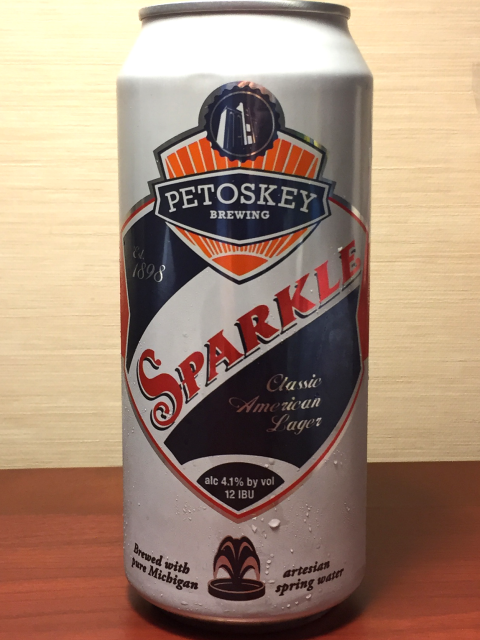 PETOSKEY
BREWING
Est.
1898
SPARKLE
Classic
American
Lager
alc 4.1% by vol
12 IBU
Brewed with
pure Michigan
artesian
spring water